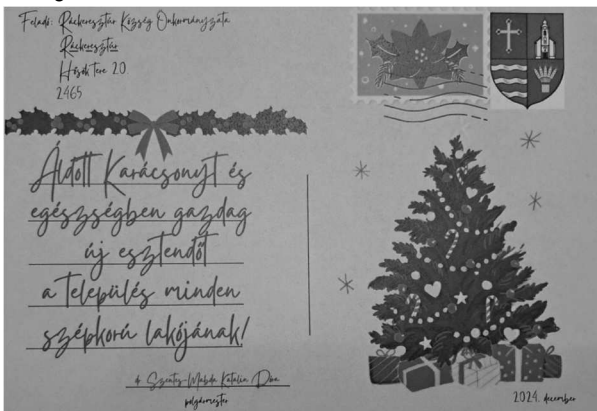 Feladó: Ráckeresztúr Község Önkormányzata
Ráckeresztúr
Hősök tere 20.
2465
Áldott Karácsonyt és
egészségben gazdag
új esztendőt
a település minden
szépkorú lakójának!
Katalin
polgármester
2024. december